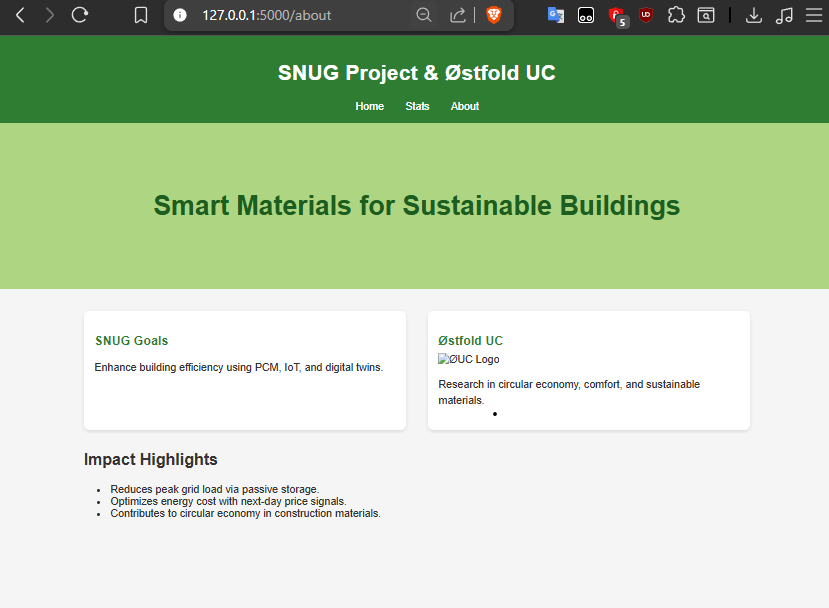 127.0.0.1:5000/about
5
SNUG Project & Østfold UC
Home Stats About
Smart Materials for Sustainable Buildings
SNUG Goals
Enhance building efficiency using PCM, IoT, and digital twins.
Østfold UC
ØUC Logo
Research in circular economy, comfort, and sustainable
materials.
Impact Highlights
• Reduces peak grid load via passive storage.
• Optimizes energy cost with next-day price signals.
• Contributes to circular economy in construction materials.